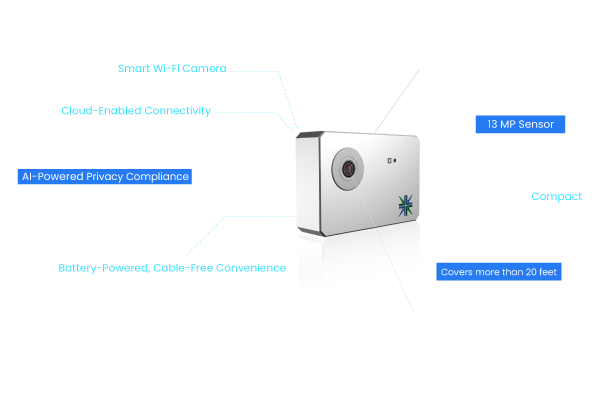 Smart Wi-Fi Camera
Cloud-Enabled Connectivity
13 MP Sensor
AI-Powered Privacy Compliance
Compact
Battery-Powered, Cable-Free Convenience
Covers more than 20 feet